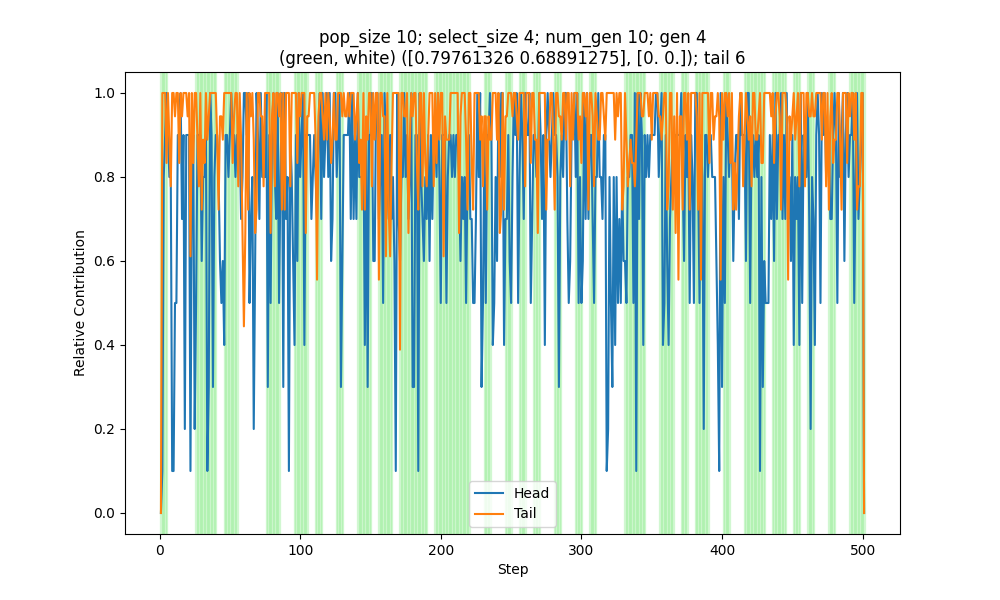 pop_size 10; select_size 4; num_gen 10; gen 4
(green, white) ([0.79761326 0.68891275], [0. 0.]); tail 6
1.0
0.8
0.6
0.4
0.2
0.0
Relative Contribution
Head
Tail
0 100 200 300 400 500
Step